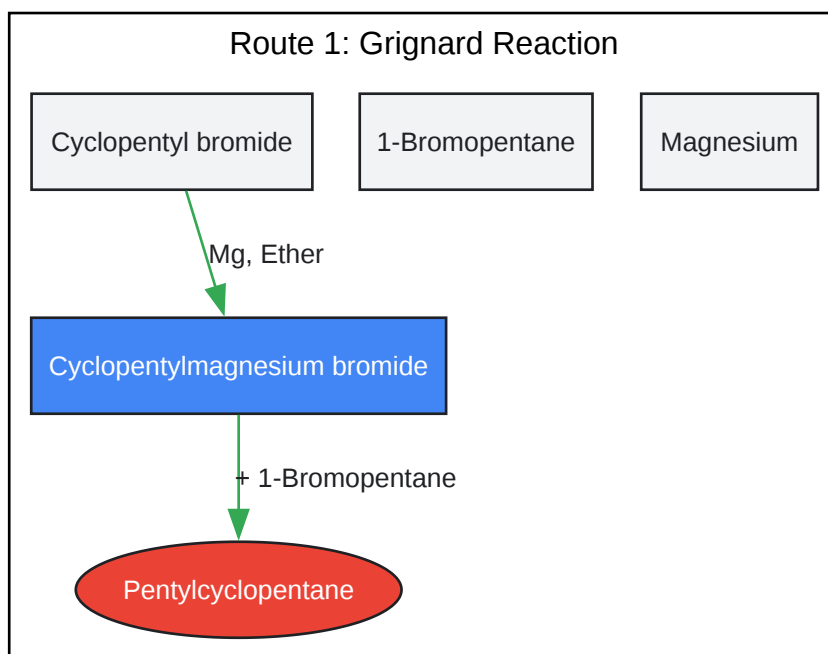 Route 1: Grignard Reaction
Cyclopentyl bromide
1-Bromopentane
Magnesium
Mg, Ether
Cyclopentylmagnesium bromide
+ 1-Bromopentane
Pentylcyclopentane